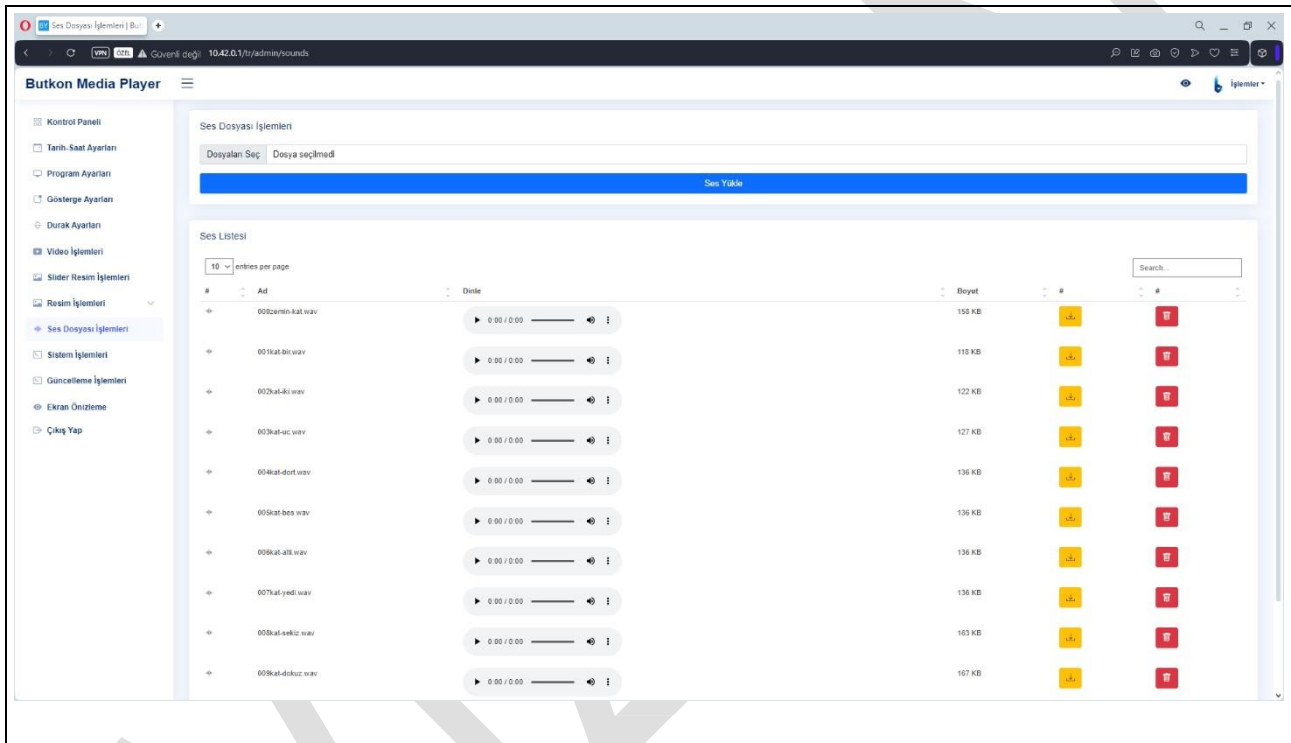 Ses Dosyası İşlemleri | But
VPN ÖZEL Güvenli değil 10.42.0.1/tr/admin/sounds
Butkon Media Player İşlemler
Kontrol Paneli
Tarih-Saat Ayarları
Program Ayarları
Gösterge Ayarları
Durak Ayarları
Video İşlemleri
Slider Resim İşlemleri
Resim İşlemleri
Ses Dosyası İşlemleri
Sistem İşlemleri
Güncelleme İşlemleri
Ekran Önizleme
Çıkış Yap
Ses Dosyası İşlemleri
Dosyaları Seç Dosya seçilmedi
Ses Yükle
Ses Listesi
10 entries per page Search...
# Ad Dinle Boyut # #
000zemin-kat.wav 0:00 / 0:00 158 KB
001kat-bir.wav 0:00 / 0:00 118 KB
002kat-iki.wav 0:00 / 0:00 122 KB
003kat-uc.wav 0:00 / 0:00 127 KB
004kat-dort.wav 0:00 / 0:00 136 KB
005kat-bes.wav 0:00 / 0:00 136 KB
006kat-alti.wav 0:00 / 0:00 136 KB
007kat-yedi.wav 0:00 / 0:00 136 KB
008kat-sekiz.wav 0:00 / 0:00 163 KB
009kat-dokuz.wav 0:00 / 0:00 167 KB